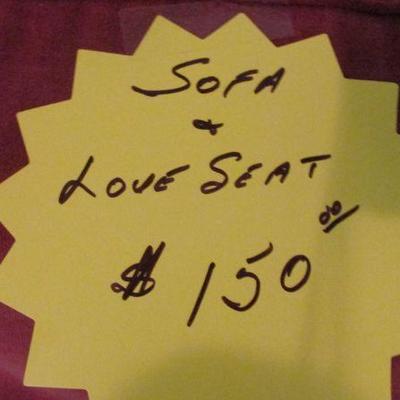 SOFA
&
LOVE SEAT
$ 150 00/